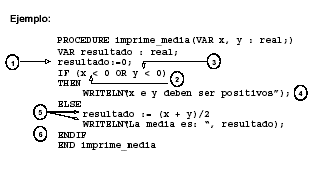 Ejemplo:
PROCEDURE imprime_media(VAR x, y : real;)
VAR resultado : real;
1 resultado:=0; 3
IF (x < 0 OR y < 0)
THEN 2
WRITELN("x e y deben ser positivos"); 4
ELSE
5 resultado := (x + y)/2
WRITELN("La media es: ", resultado);
6 ENDIF
END imprime_media